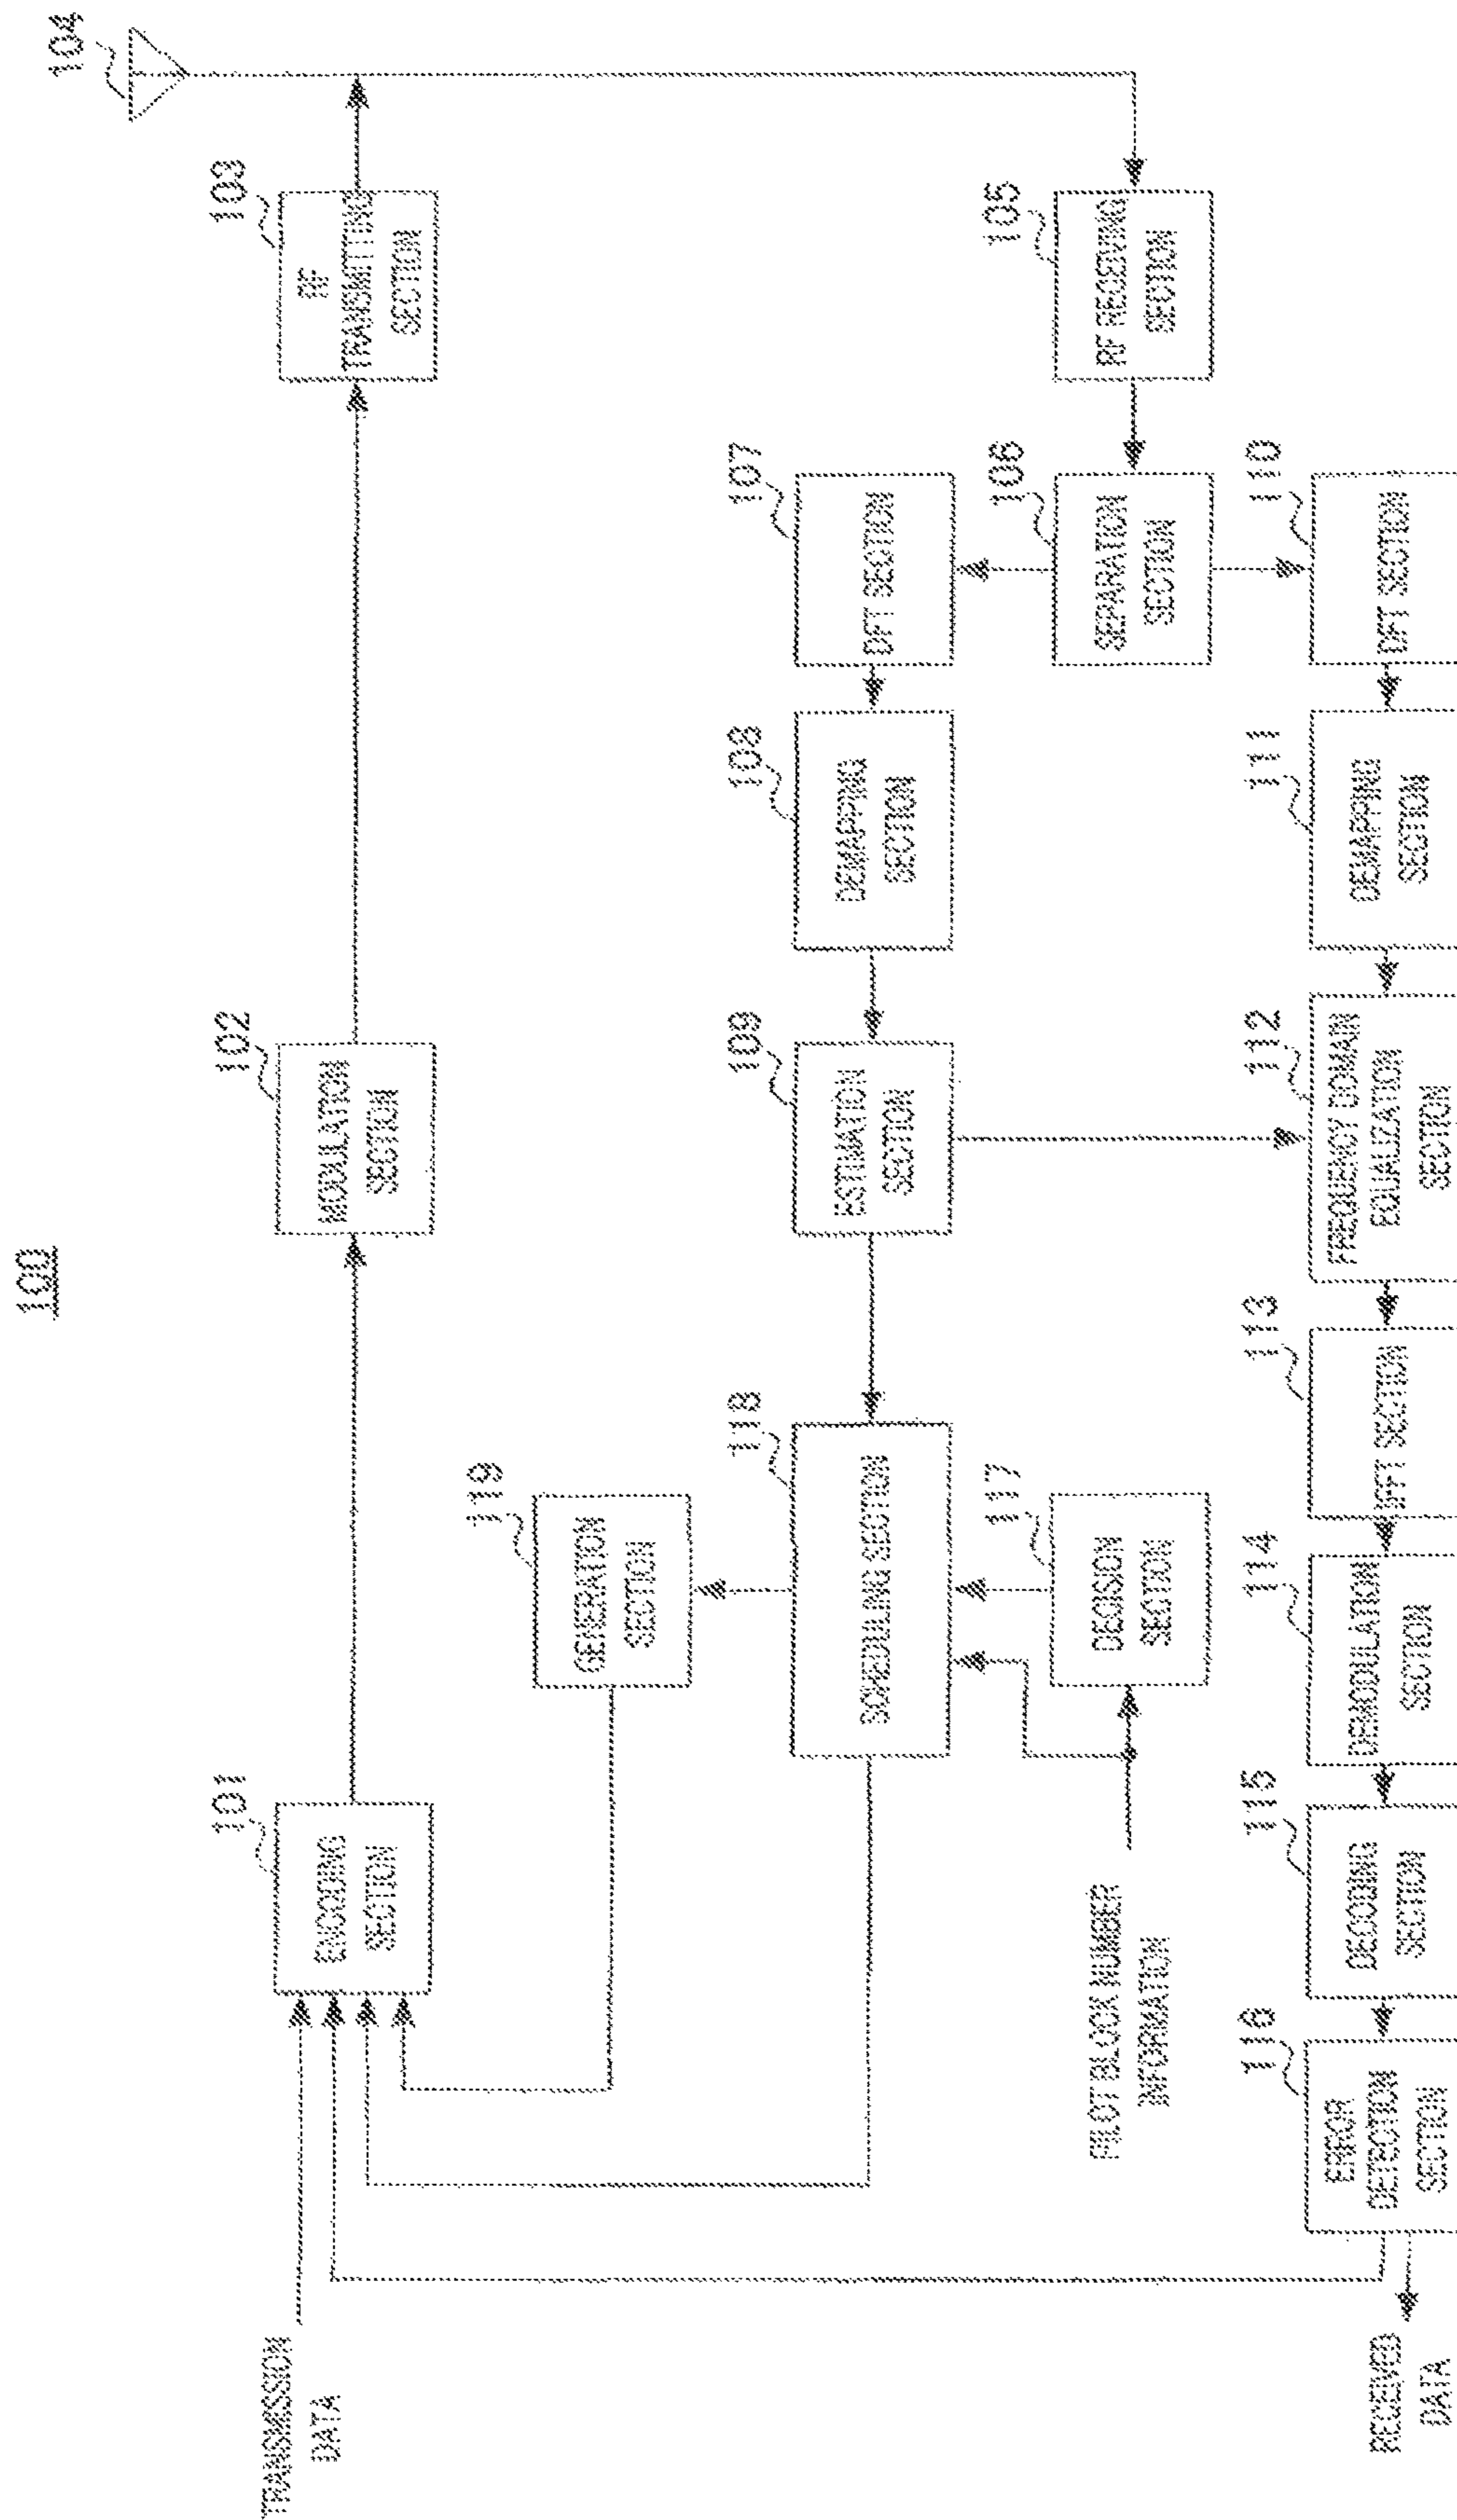 100
TRANSMISSION
DATA
101
ENCODING
SECTION
102
MODULATION
SECTION
103
RF
TRANSMITTING
SECTION
104
119
GENERATION
SECTION
118
SCHEDULING SECTION
109
ESTIMATION
SECTION
108
DEMAPPING
SECTION
107
DFT SECTION
PILOT BLOCK NUMBER
INFORMATION
117
DECISION
SECTION
106
SEPARATION
SECTION
105
RF RECEIVING
SECTION
RECEIVED
DATA
116
ERROR
DETECTION
SECTION
115
DECODING
SECTION
114
DEMODULATION
SECTION
113
IFFT SECTION
112
FREQUENCY DOMAIN
EQUALIZATION
SECTION
111
DEMAPPING
SECTION
110
DFT SECTION